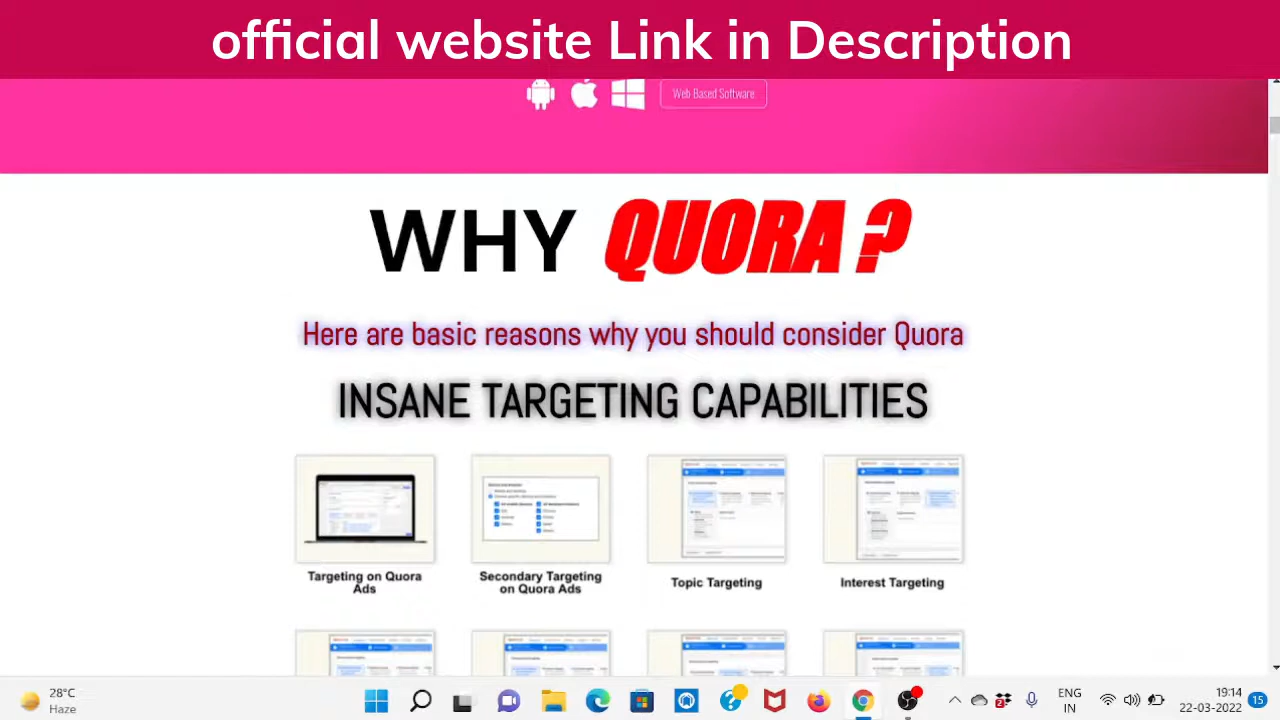 official website Link in Description
Web Based Software
WHY QUORA ?
Here are basic reasons why you should consider Quora
INSANE TARGETING CAPABILITIES
Targeting on Quora
Ads
Secondary Targeting
on Quora Ads
Topic Targeting
Interest Targeting
28°C
Haze
2
ENG
IN
19:14
22-03-2022
15